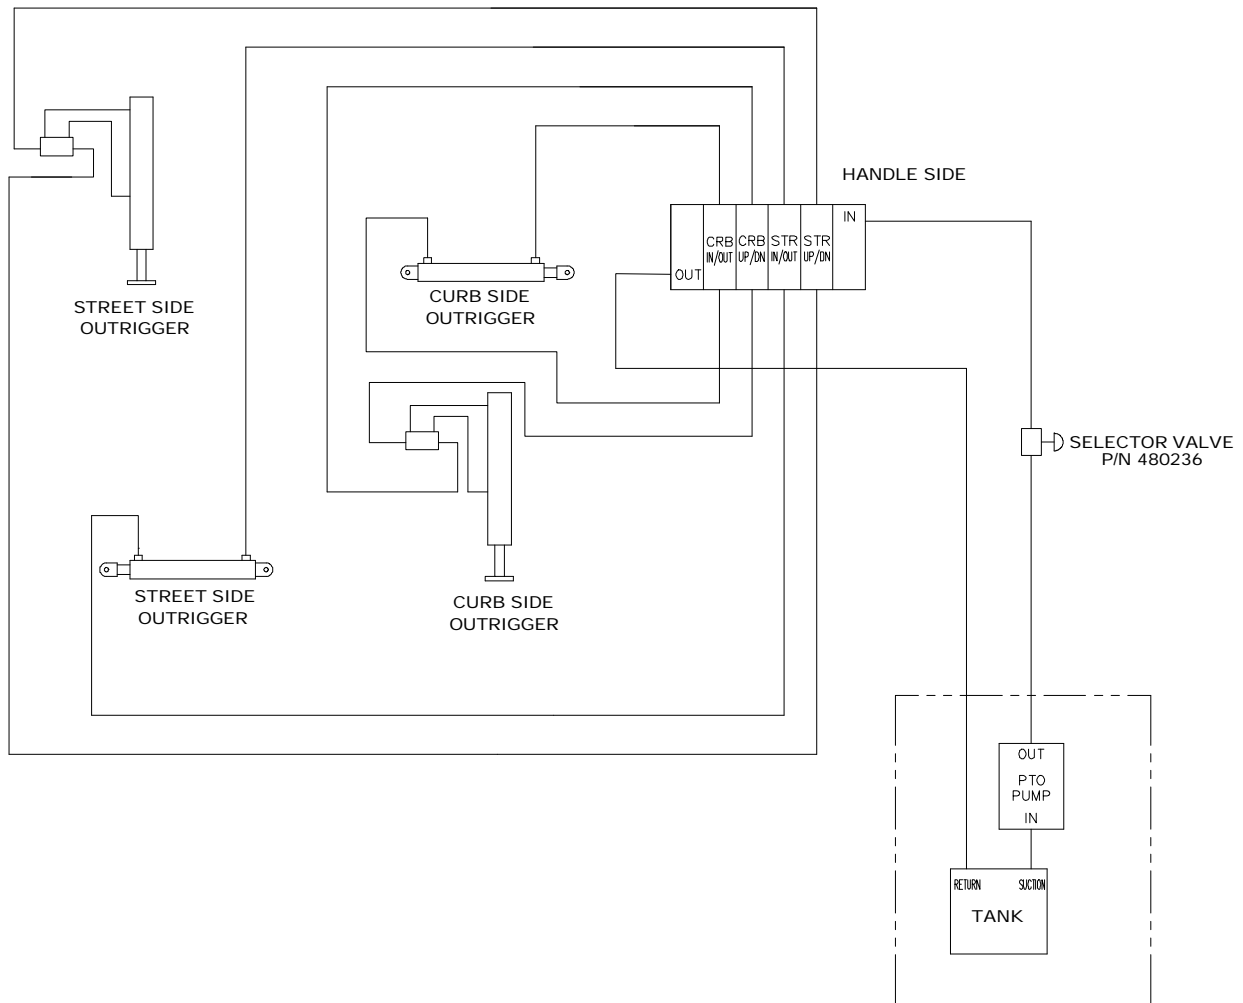 HANDLE SIDE
IN
CRB
IN/OUT
CRB
UP/DN
STR
IN/OUT
STR
UP/DN
OUT
STREET SIDE
OUTRIGGER
CURB SIDE
OUTRIGGER
SELECTOR VALVE
P/N 480236
STREET SIDE
OUTRIGGER
CURB SIDE
OUTRIGGER
OUT
PTO
PUMP
IN
RETURN
SUCTION
TANK